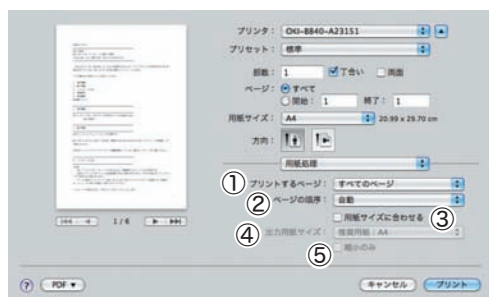 プリンタ： OKI-B840-A23151
プリセット： 標準
部数： 1 丁合い 両面
ページ： すべて
開始： 1 終了： 1
用紙サイズ： A4 20.99 x 29.70 cm
方向：
用紙処理
① プリントするページ： すべてのページ
② ページの順序： 自動
用紙サイズに合わせる ③
④ 出力用紙サイズ： 推奨用紙：A4
⑤ 縮小のみ
1 / 6
? PDF▼ キャンセル プリント